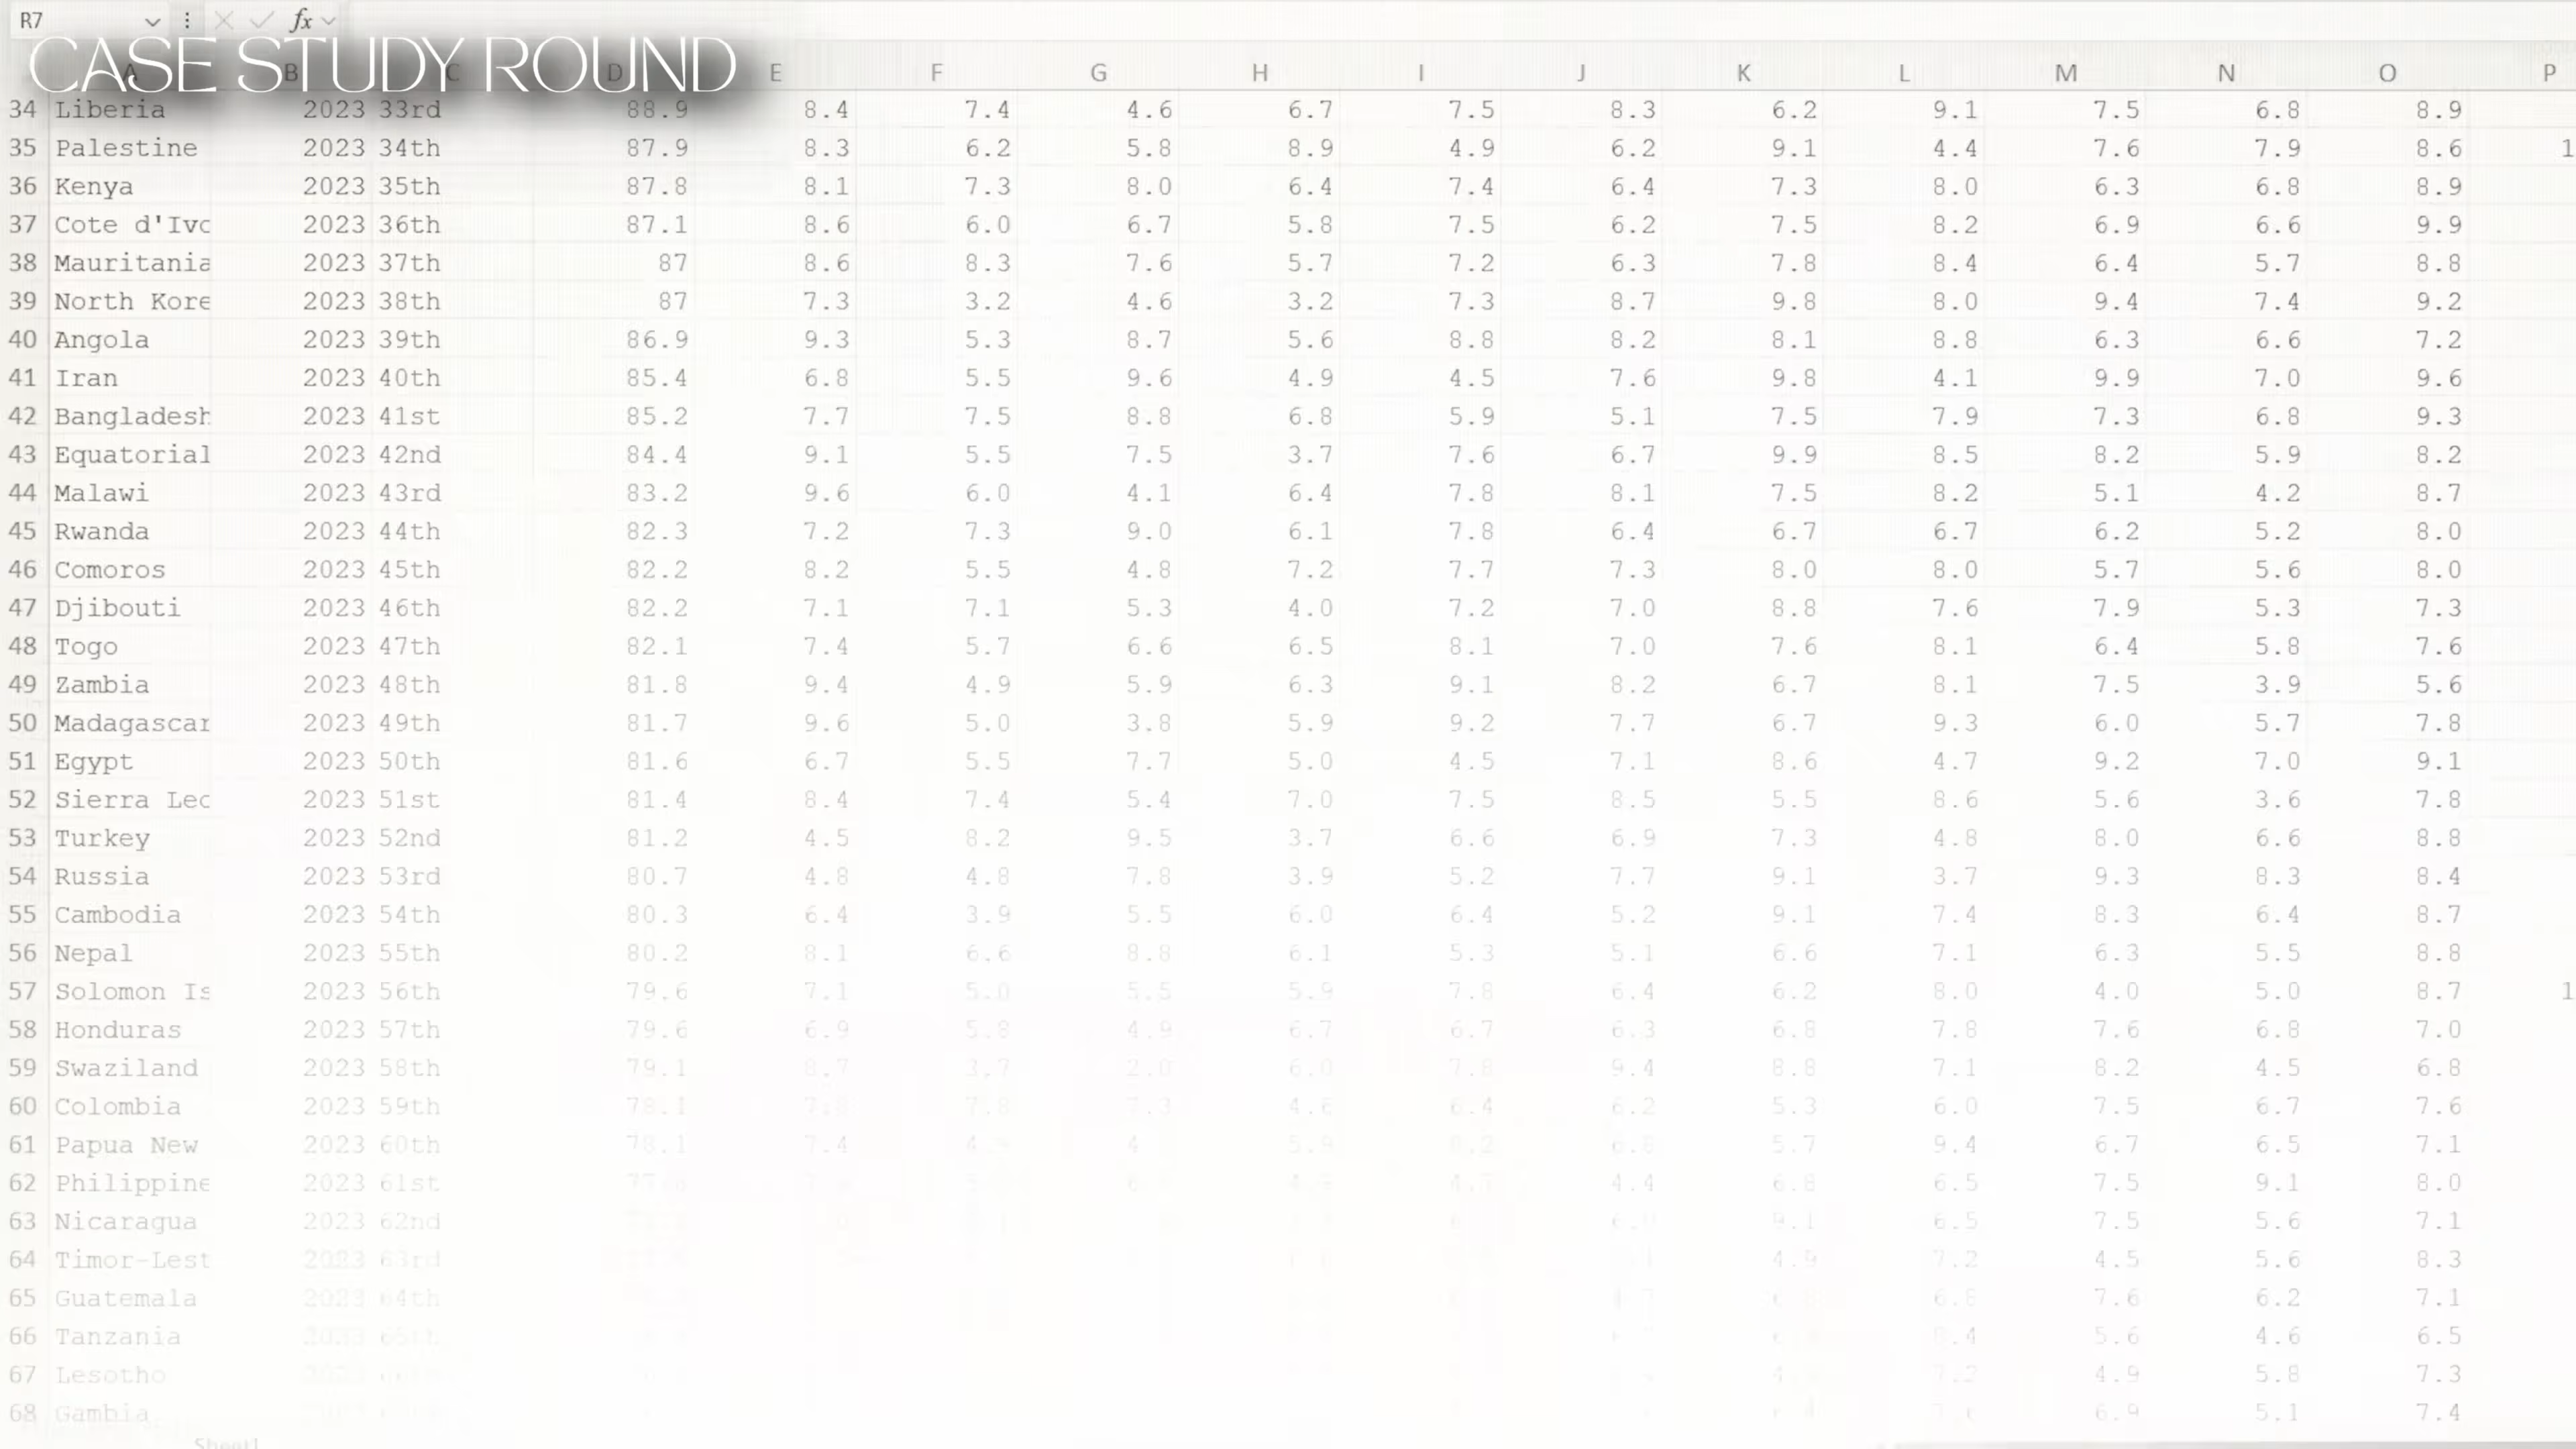 R7 fx
CASE STUDY ROUND
A B C D E F G H I J K L M N O P
34 Liberia 2023 33rd 88.9 8.4 7.4 4.6 6.7 7.5 8.3 6.2 9.1 7.5 6.8 8.9
35 Palestine 2023 34th 87.9 8.3 6.2 5.8 8.9 4.9 6.2 9.1 4.4 7.6 7.9 8.6 1
36 Kenya 2023 35th 87.8 8.1 7.3 8.0 6.4 7.4 6.4 7.3 8.0 6.3 6.8 8.9
37 Cote d'Ivo 2023 36th 87.1 8.6 6.0 6.7 5.8 7.5 6.2 7.5 8.2 6.9 6.6 9.9
38 Mauritania 2023 37th 87 8.6 8.3 7.6 5.7 7.2 6.3 7.8 8.4 6.4 5.7 8.8
39 North Kore 2023 38th 87 7.3 3.2 4.6 3.2 7.3 8.7 9.8 8.0 9.4 7.4 9.2
40 Angola 2023 39th 86.9 9.3 5.3 8.7 5.6 8.8 8.2 8.1 8.8 6.3 6.6 7.2
41 Iran 2023 40th 85.4 6.8 5.5 9.6 4.9 4.5 7.6 9.8 4.1 9.9 7.0 9.6
42 Bangladesh 2023 41st 85.2 7.7 7.5 8.8 6.8 5.9 5.1 7.5 7.9 7.3 6.8 9.3
43 Equatorial 2023 42nd 84.4 9.1 5.5 7.5 3.7 7.6 6.7 9.9 8.5 8.2 5.9 8.2
44 Malawi 2023 43rd 83.2 9.6 6.0 4.1 6.4 7.8 8.1 7.5 8.2 5.1 4.2 8.7
45 Rwanda 2023 44th 82.3 7.2 7.3 9.0 6.1 7.8 6.4 6.7 6.7 6.2 5.2 8.0
46 Comoros 2023 45th 82.2 8.2 5.5 4.8 7.2 7.7 7.3 8.0 8.0 5.7 5.6 8.0
47 Djibouti 2023 46th 82.2 7.1 7.1 5.3 4.0 7.2 7.0 8.8 7.6 7.9 5.3 7.3
48 Togo 2023 47th 82.1 7.4 5.7 6.6 6.5 8.1 7.0 7.6 8.1 6.4 5.8 7.6
49 Zambia 2023 48th 81.8 9.4 4.9 5.9 6.3 9.1 8.2 6.7 8.1 7.5 3.9 5.6
50 Madagascar 2023 49th 81.7 9.6 5.0 3.8 5.9 9.2 7.7 6.7 9.3 6.0 5.7 7.8
51 Egypt 2023 50th 81.6 6.7 5.5 7.7 5.0 4.5 7.1 8.6 4.7 9.2 7.0 9.1
52 Sierra Leo 2023 51st 81.4 8.4 7.4 5.4 7.0 7.5 8.5 5.5 8.6 5.6 3.6 7.8
53 Turkey 2023 52nd 81.2 4.5 8.2 9.5 3.7 6.6 6.9 7.3 4.8 8.0 6.6 8.8
54 Russia 2023 53rd 80.7 4.8 4.8 7.8 3.9 5.2 7.7 9.1 3.7 9.3 8.3 8.4
55 Cambodia 2023 54th 80.3 6.4 3.9 5.5 6.0 6.4 5.2 9.1 7.4 8.3 6.4 8.7
56 Nepal 2023 55th 80.2 8.1 6.6 8.8 6.1 5.3 5.1 6.6 7.1 6.3 5.5 8.8
57 Solomon Is 2023 56th 79.6 7.1 5.0 5.5 5.9 7.8 6.4 6.2 8.0 4.0 5.0 8.7 1
58 Honduras 2023 57th 79.6 6.9 5.8 4.9 6.7 6.7 6.3 6.8 7.8 7.6 6.8 7.0
59 Swaziland 2023 58th 79.1 8.7 3.7 2.0 6.0 7.8 9.4 8.8 7.1 8.2 4.5 6.8
60 Colombia 2023 59th 78.1 7.8 4.6 6.4 6.2 5.3 6.0 7.5 6.7 7.6
61 Papua New 2023 60th 78.1 7.4 5.9 5.7 9.4 6.7 6.5 7.1
62 Philippine 2023 61st 4.4 6.8 6.5 7.5 9.1 8.0
63 Nicaragua 2023 62nd 9.1 6.5 7.5 5.6 7.1
64 Timor-Lest 2023 63rd 4.9 7.2 4.5 5.6 8.3
65 Guatemala 2023 64th 6.8 7.6 6.2 7.1
66 Tanzania 2023 65th 5.6 4.6 6.5
67 Lesotho 4.9 5.8 7.3
68 Gambia 6.9 5.1 7.4
Sheet1